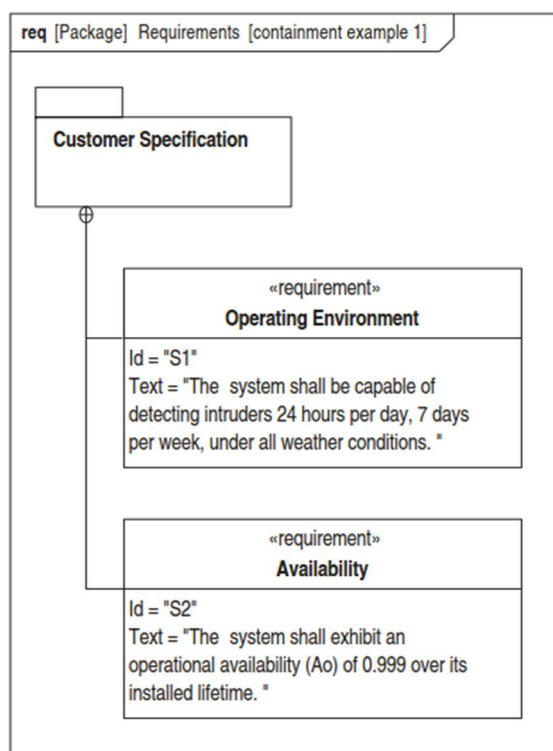 req [Package] Requirements [containment example 1]
Customer Specification
«requirement»
Operating Environment
Id = "S1"
Text = "The system shall be capable of
detecting intruders 24 hours per day, 7 days
per week, under all weather conditions. "
«requirement»
Availability
Id = "S2"
Text = "The system shall exhibit an
operational availability (Ao) of 0.999 over its
installed lifetime. "